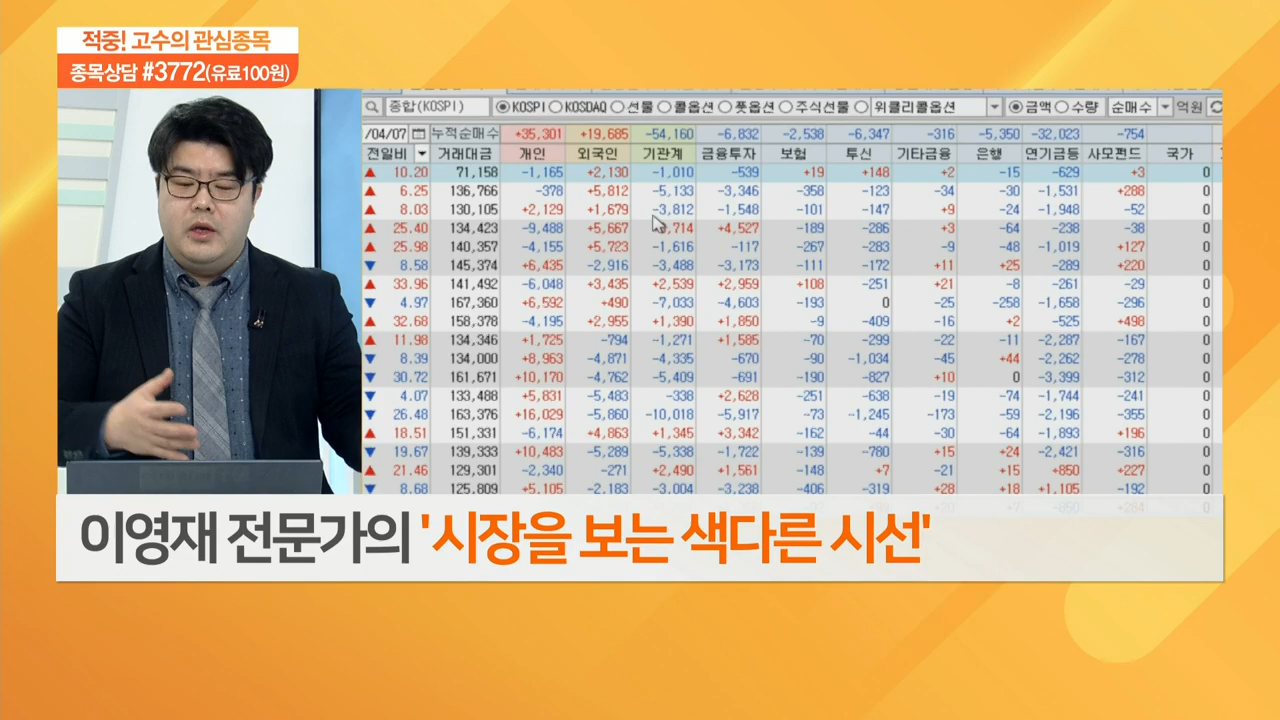 적중! 고수의 관심종목
종목상담 #3772(유료100원)
종합(KOSPI) KOSPI KOSDAQ 선물 콜옵션 풋옵션 주식선물 위클리콜옵션 금액 수량 순매수 억원
/04/07 누적순매수 +35,301 +19,685 -54,160 -6,832 -2,538 -6,347 -316 -5,350 -32,023 -754
전일비 거래대금 개인 외국인 기관계 금융투자 보험 투신 기타금융 은행 연기금등 사모펀드 국가
▲ 10.20 71,158 -1,165 +2,130 -1,010 -539 +19 +148 +2 -15 -629 +3 0
▲ 6.25 136,766 -378 +5,812 -5,133 -3,346 -358 -123 -34 -30 -1,531 +288 0
▲ 8.03 130,105 +2,129 +1,679 -3,812 -1,548 -101 -147 +9 -24 -1,948 -52 0
▲ 25.40 134,423 -9,488 +5,667 714 +4,527 -189 -286 +3 -64 -238 -38 0
▲ 25.98 140,357 -4,155 +5,723 -1,616 -117 -267 -283 -9 -48 -1,019 +127 0
▼ 8.58 145,374 +6,435 -2,916 -3,488 -3,173 -111 -172 +11 +25 -289 +220 0
▲ 33.96 141,492 -6,048 +3,435 +2,539 +2,959 +108 -251 +21 -8 -261 -29 0
▼ 4.97 167,360 +6,592 +490 -7,033 -4,603 -193 0 -25 -258 -1,658 -296 0
▲ 32.68 158,378 -4,195 +2,955 +1,390 +1,850 -9 -409 -16 +2 -525 +498 0
▲ 11.98 134,346 +1,725 -794 -1,271 +1,585 -70 -299 -22 -11 -2,287 -167 0
▼ 8.39 134,000 +8,963 -4,871 -4,335 -670 -90 -1,034 -45 +44 -2,262 -278 0
▼ 30.72 161,671 +10,170 -4,762 -5,409 -691 -190 -827 +10 0 -3,399 -312 0
▼ 4.07 133,488 +5,831 -5,483 -338 +2,628 -251 -638 -19 -74 -1,744 -241 0
▼ 26.48 163,376 +16,029 -5,860 -10,018 -5,917 -73 -1,245 -173 -59 -2,196 -355 0
▲ 18.51 151,331 -6,174 +4,863 +1,345 +3,342 -162 -44 -30 -64 -1,893 +196 0
▼ 19.67 139,333 +10,483 -5,289 -5,338 -1,722 -139 -780 +15 +24 -2,421 -316 0
▲ 21.46 129,301 -2,340 -271 +2,490 +1,561 -148 +7 -21 +15 +850 +227 0
▼ 8.68 125,809 +5,105 -2,183 -3,004 -3,238 -406 -319 +28 +18 +1,105 -192 0
이영재 전문가의 '시장을 보는 색다른 시선'